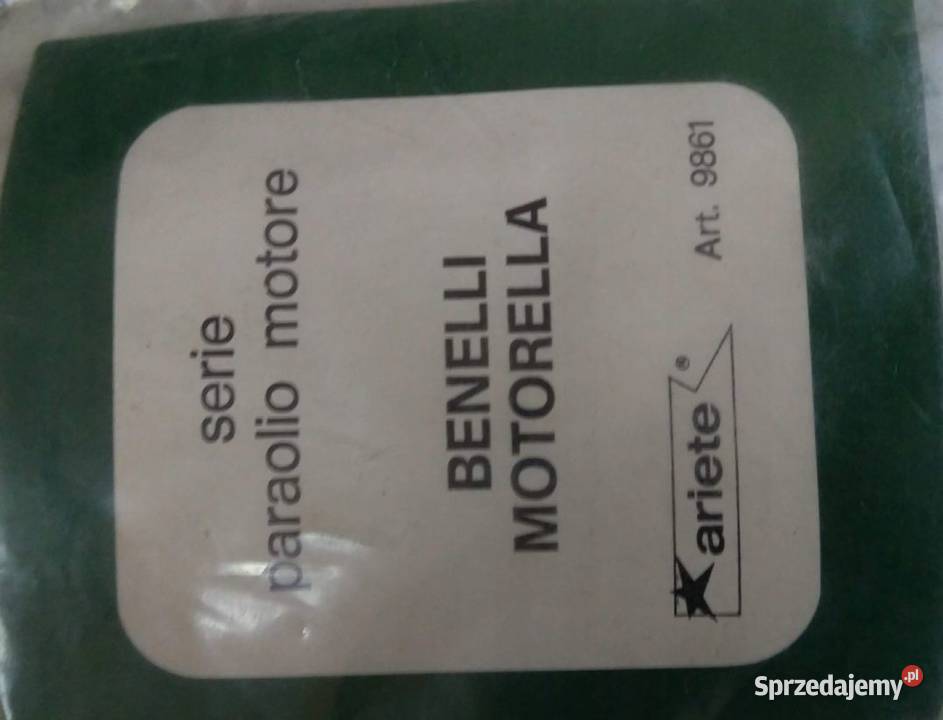 serie
paraolio motore
BENELLI
MOTORELLA
ariete ®
Art. 9861
Sprzedajemy.pl